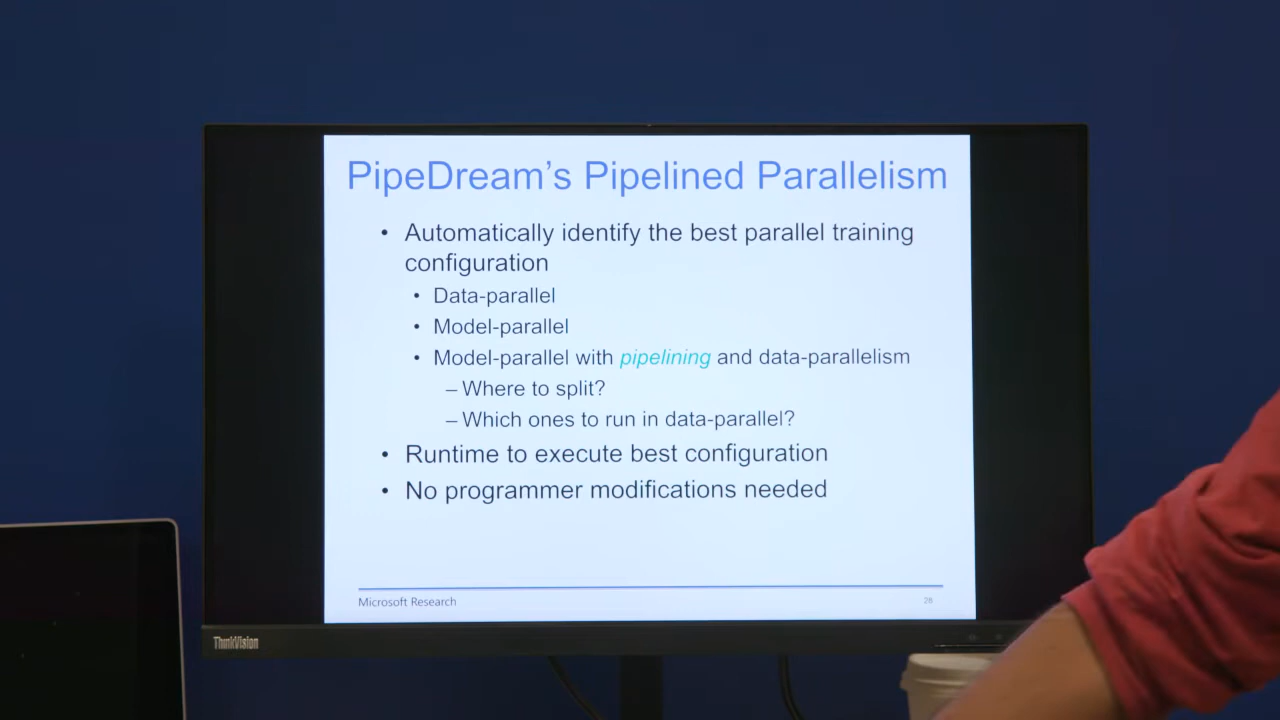 PipeDream's Pipelined Parallelism
• Automatically identify the best parallel training
configuration
• Data-parallel
• Model-parallel
• Model-parallel with pipelining and data-parallelism
– Where to split?
– Which ones to run in data-parallel?
• Runtime to execute best configuration
• No programmer modifications needed
Microsoft Research
26
ThinkVision